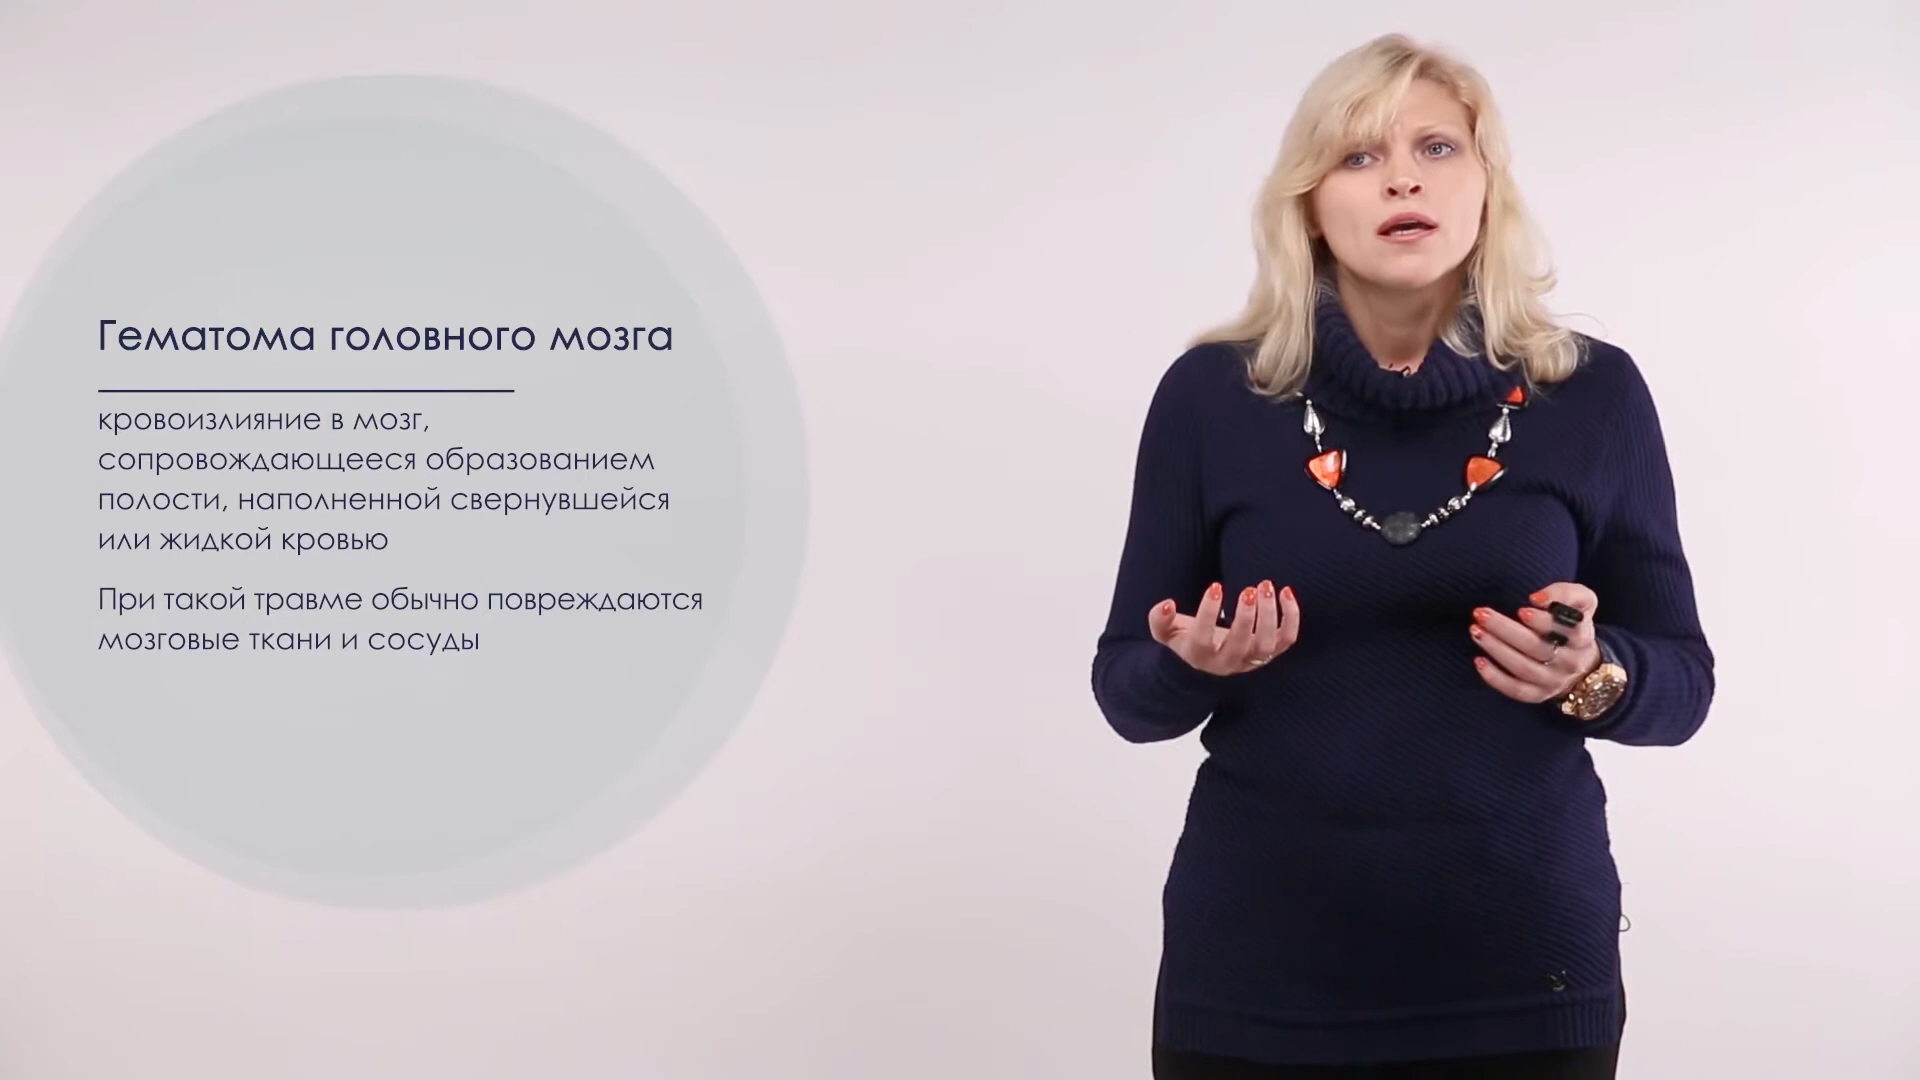 Гематома головного мозга
кровоизлияние в мозг,
сопровождающееся образованием
полости, наполненной свернувшейся
или жидкой кровью
При такой травме обычно повреждаются
мозговые ткани и сосуды